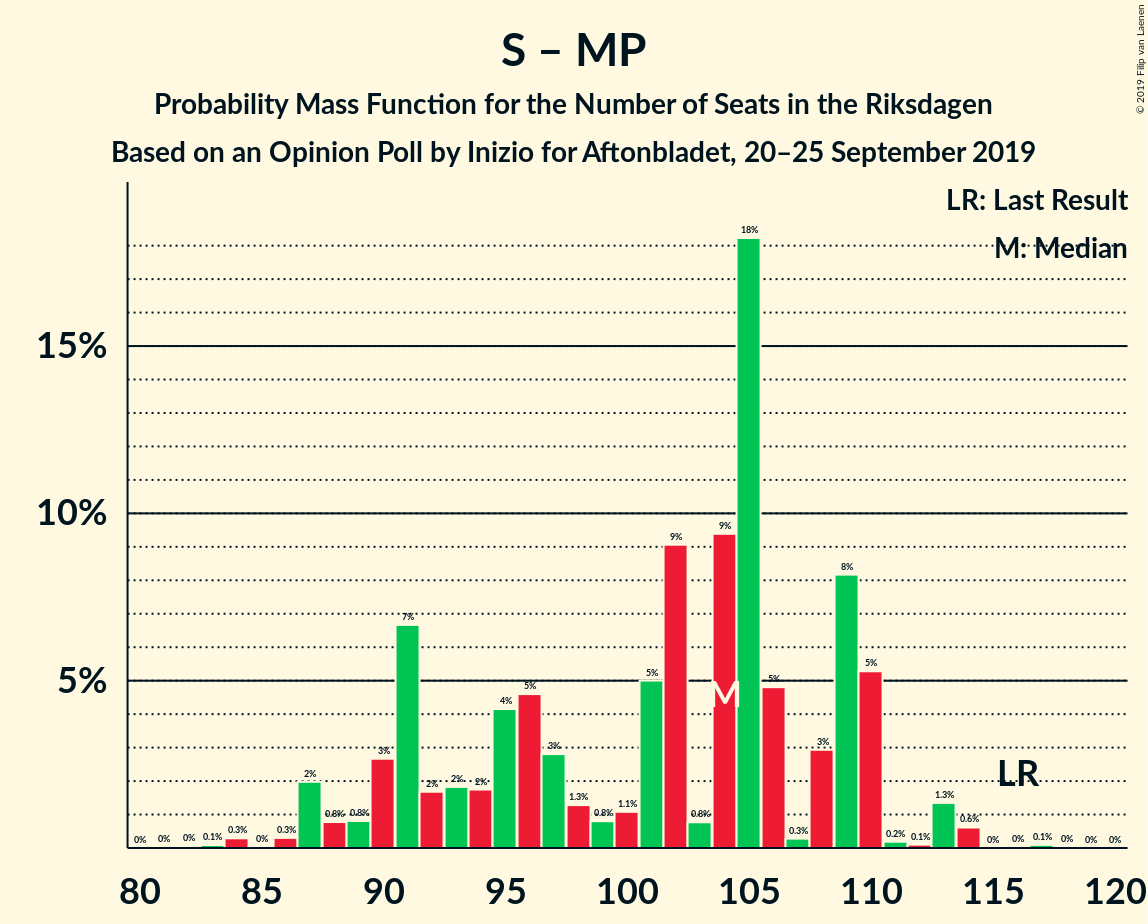 S – MP
Probability Mass Function for the Number of Seats in the Riksdagen
Based on an Opinion Poll by Inizio for Aftonbladet, 20–25 September 2019
© 2019 Filip van Laenen
LR: Last Result
M: Median
15%
10%
5%
0% 0% 0% 0.1% 0.3% 0% 0.3% 2% 0.8% 0.8% 3% 7% 2% 2% 2% 4% 5% 3% 1.3% 0.8% 1.1% 5% 9% 0.8% 9% 18% 5% 0.3% 3% 8% 5% 0.2% 0.1% 1.3% 0.6% 0% 0% 0.1% 0% 0% 0%
M
LR
80 85 90 95 100 105 110 115 120